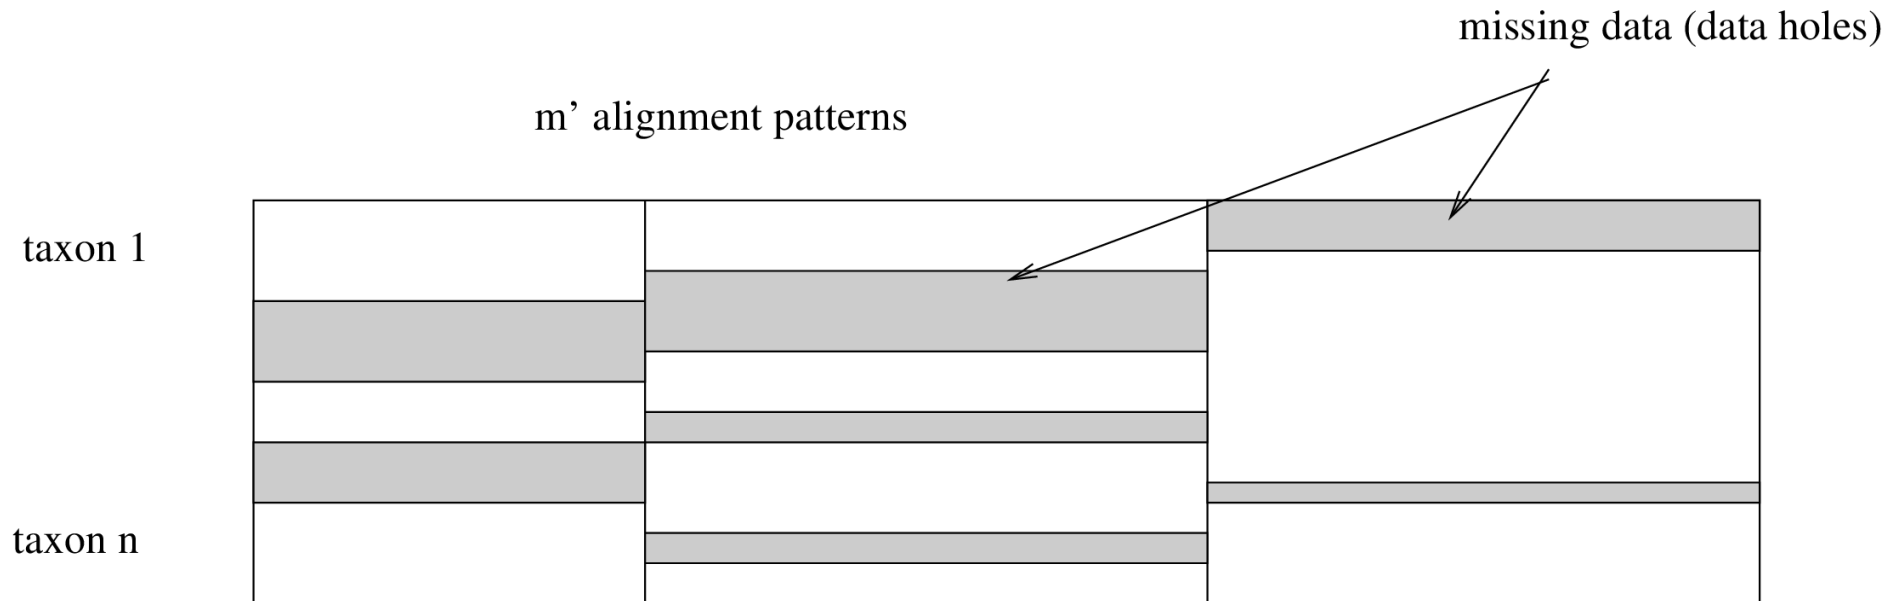 missing data (data holes)
m’ alignment patterns
taxon 1
taxon n